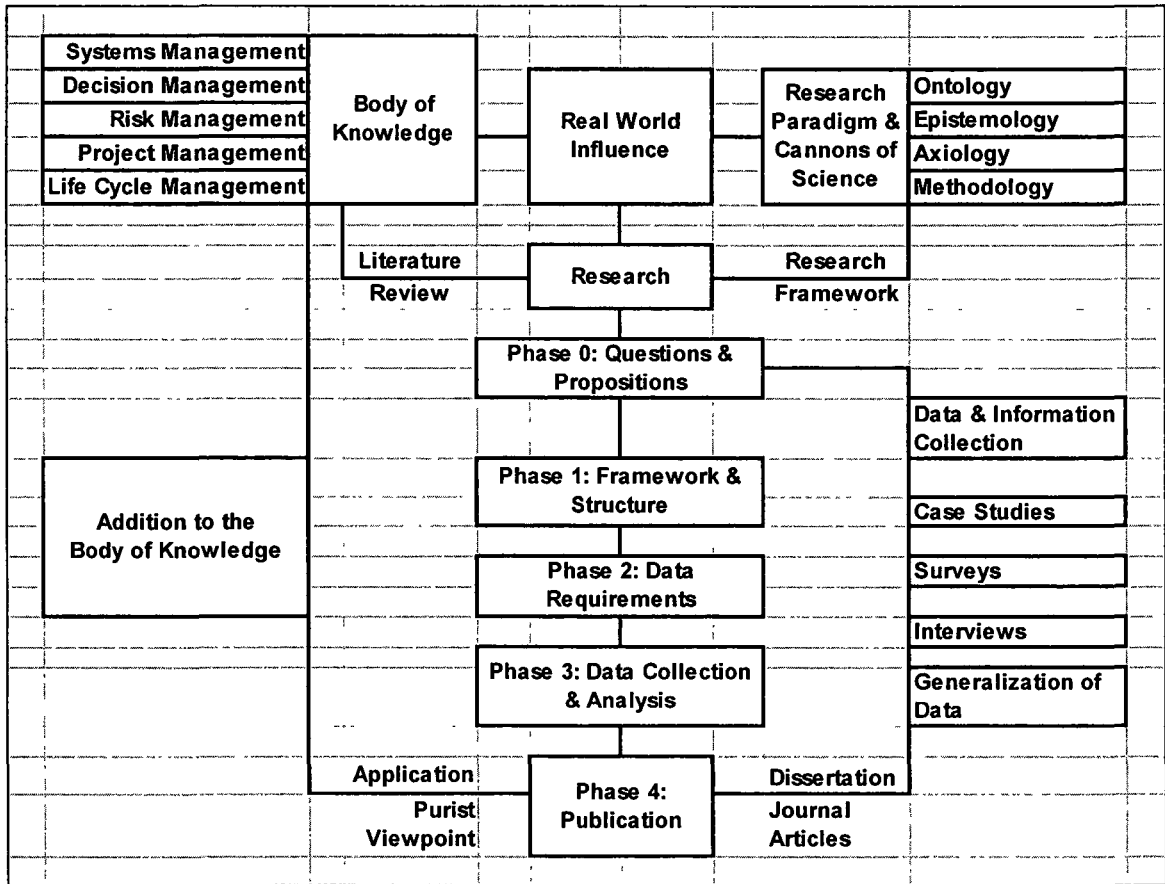 Systems Management
Decision Management
Risk Management
Project Management
Life Cycle Management
Body of
Knowledge
Real World
Influence
Research
Paradigm &
Cannons of
Science
Ontology
Epistemology
Axiology
Methodology
Literature
Review
Research
Research
Framework
Phase 0: Questions &
Propositions
Data & Information
Collection
Phase 1: Framework &
Structure
Case Studies
Addition to the
Body of Knowledge
Phase 2: Data
Requirements
Surveys
Interviews
Phase 3: Data Collection
& Analysis
Generalization of
Data
Application
Purist
Viewpoint
Phase 4:
Publication
Dissertation
Journal
Articles